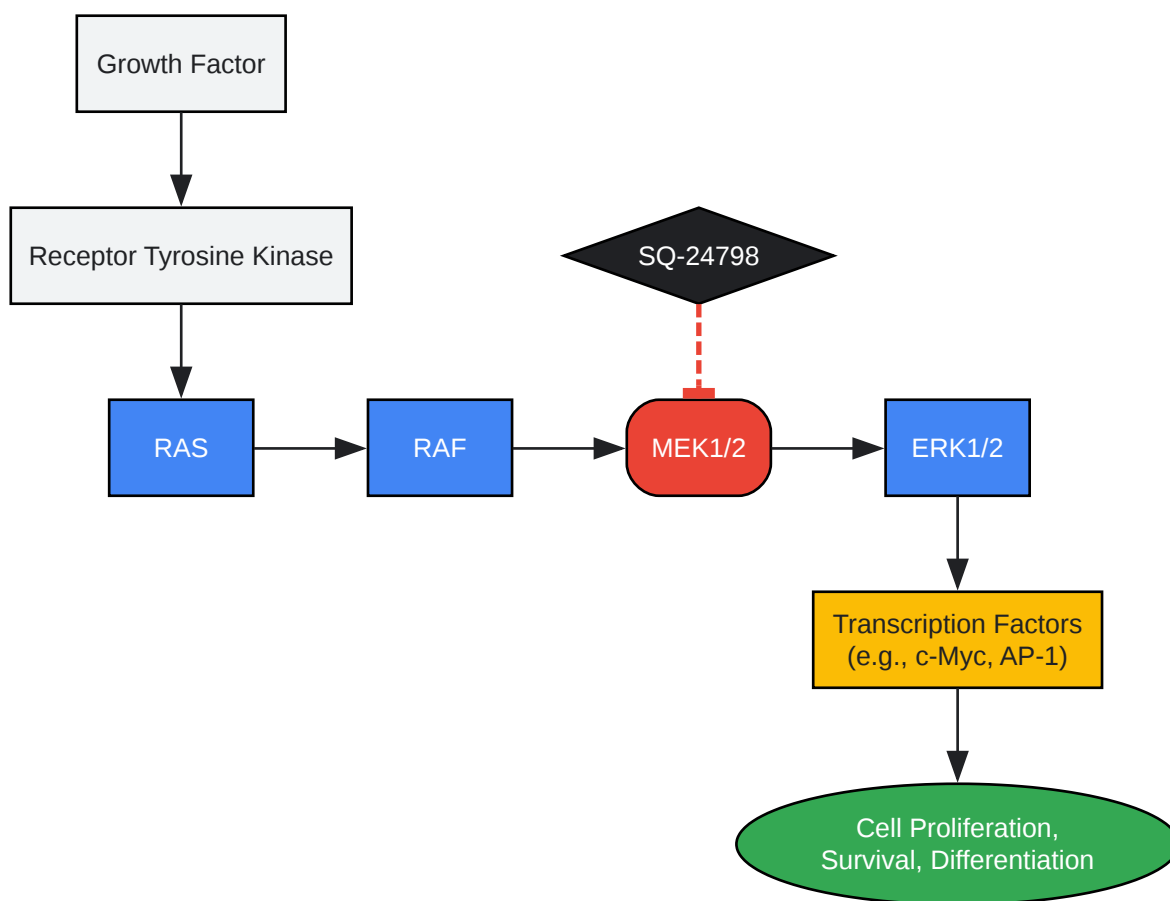 Growth Factor
Receptor Tyrosine Kinase
SQ-24798
RAS
RAF
MEK1/2
ERK1/2
Transcription Factors
(e.g., c-Myc, AP-1)
Cell Proliferation,
Survival, Differentiation